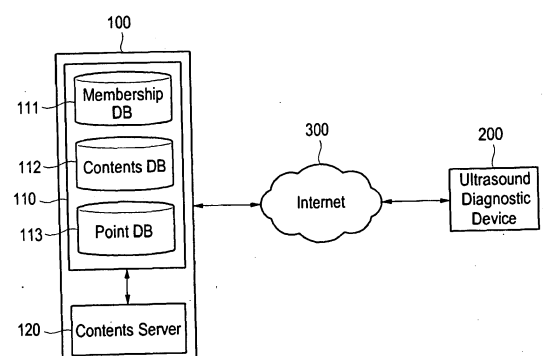 100
111
Membership
DB
112
Contents DB
110
113
Point DB
120
Contents Server
300
Internet
200
Ultrasound
Diagnostic
Device